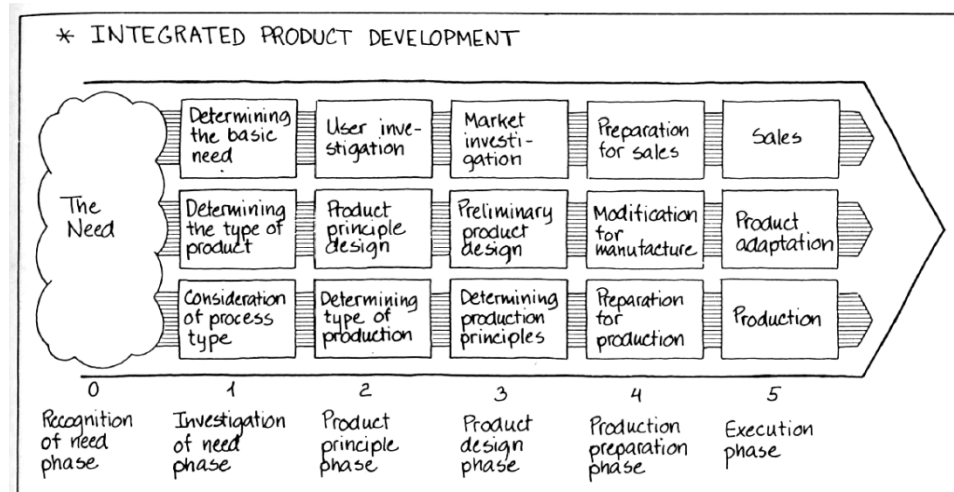 * INTEGRATED PRODUCT DEVELOPMENT
The
Need
Determining
the basic
need
User inve-
stigation
Market
investi-
gation
Preparation
for sales
Sales
Determining
the type of
product
Product
principle
design
Preliminary
product
design
Modification
for
manufacture
Product
adaptation
Consideration
of process
type
Determining
type of
production
Determining
production
principles
Preparation
for
production
Production
0
1
2
3
4
5
Recognition
of need
phase
Investigation
of need
phase
Product
principle
phase
Product
design
phase
Production
preparation
phase
Execution
phase